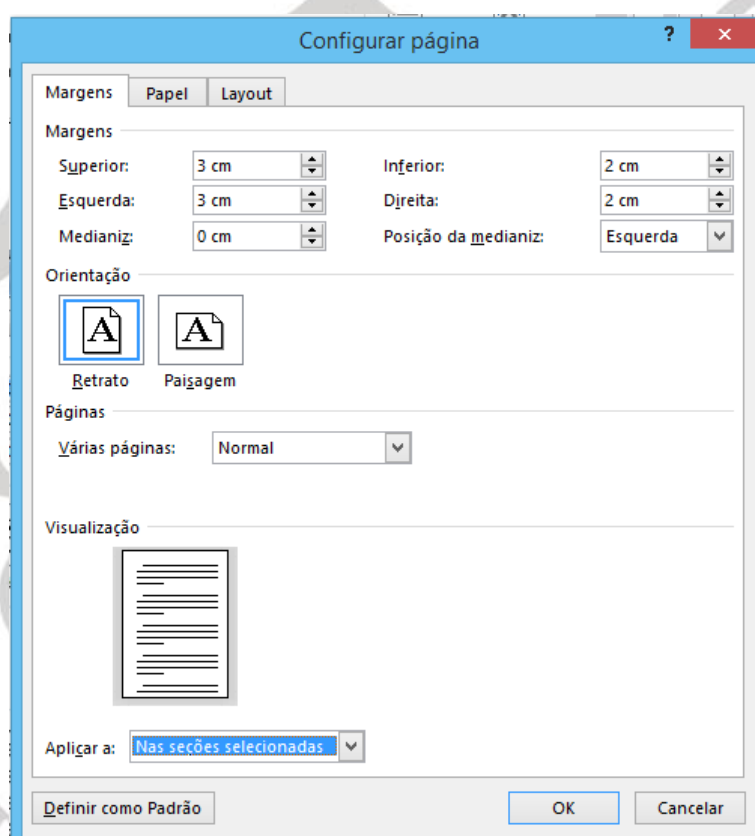 Configurar página ? ×
Margens Papel Layout
Margens
Superior: 3 cm Inferior: 2 cm
Esquerda: 3 cm Direita: 2 cm
Medianiz: 0 cm Posição da medianiz: Esquerda
Orientação
A A
Retrato Paisagem
Páginas
Várias páginas: Normal
Visualização
Aplicar a: Nas seções selecionadas
Definir como Padrão OK Cancelar